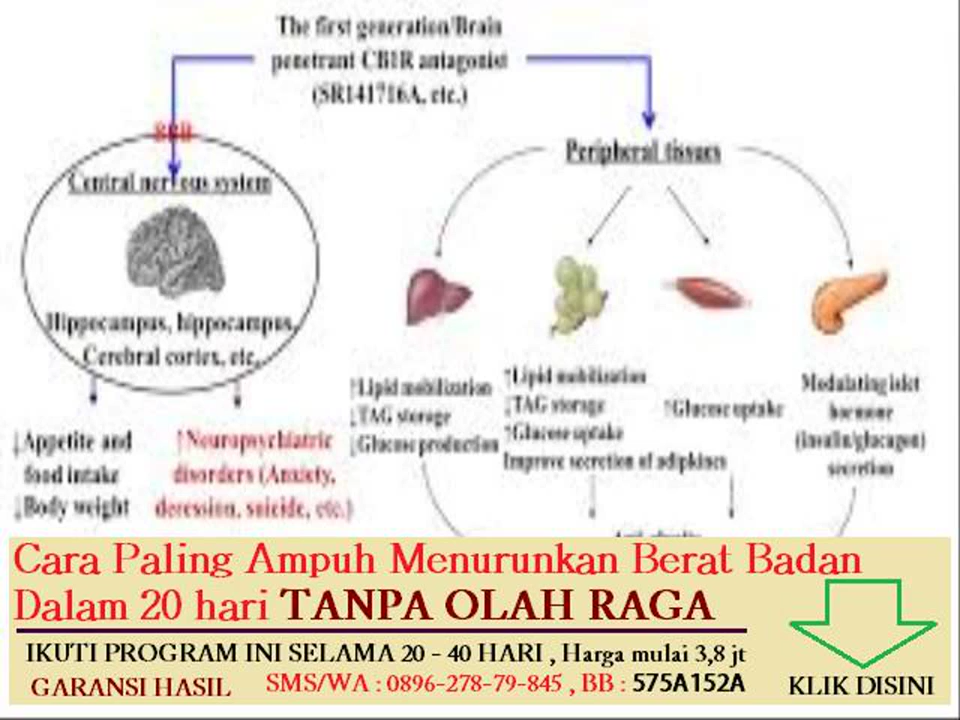 The first generation/Brain
penetrant CB1R antagonist
(SR141716A, etc.)
BBB
Peripheral tissues
Central nervous system
Hippocampus, hippocampus,
Cerebral cortex, etc.
↓Appetite and
food intake
↓Body weight
↑Neuropsychiatric
disorders (Anxiety,
deression, suicide, etc.)
↑Lipid mobilization
↓TAG storage
↓Glucose production
↑Lipid mobilization
↓TAG storage
↑Glucose uptake
Improve secretion of adipkines
↑Glucose uptake
Modulating islet
hormone
(insulin/glucagon)
secretion
Cara Paling Ampuh Menurunkan Berat Badan
Dalam 20 hari TANPA OLAH RAGA
IKUTI PROGRAM INI SELAMA 20 - 40 HARI , Harga mulai 3,8 jt
GARANSI HASIL SMS/WA : 0896-278-79-845 , BB : 575A152A
KLIK DISINI